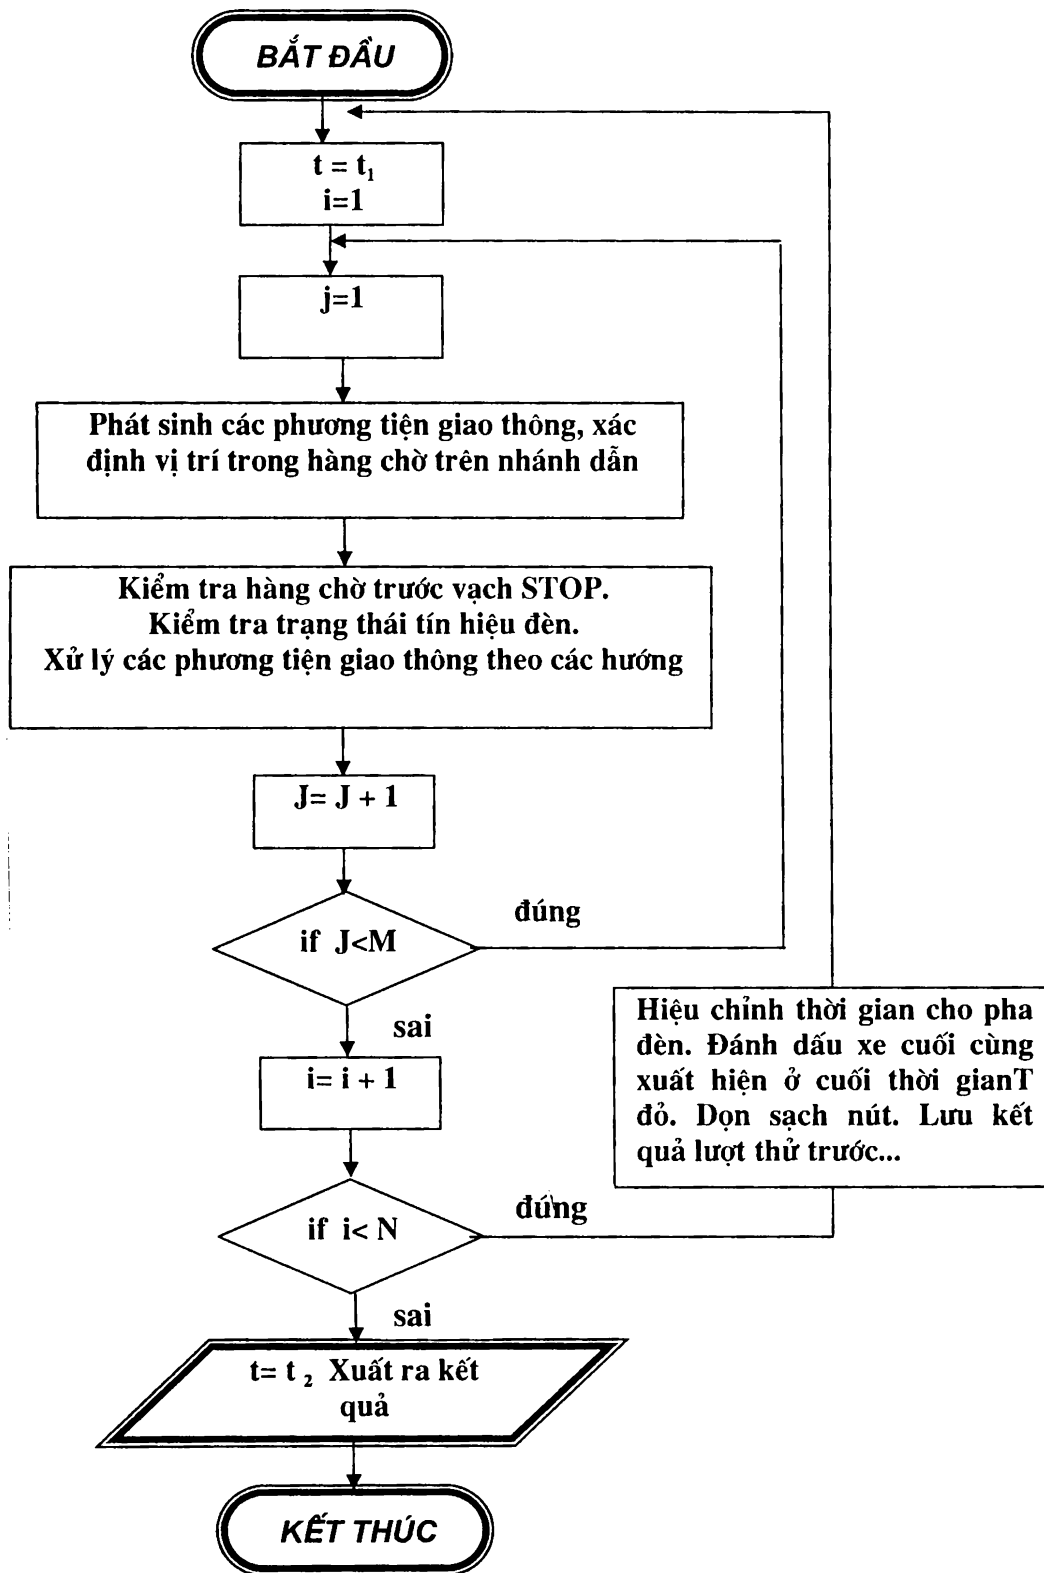 BẮT ĐẦU
t = t₁
i=1
j=1
Phát sinh các phương tiện giao thông, xác
định vị trí trong hàng chờ trên nhánh dẫn
Kiểm tra hàng chờ trước vạch STOP.
Kiểm tra trạng thái tín hiệu đèn.
Xử lý các phương tiện giao thông theo các hướng
J= J + 1
if J<M
đúng
sai
i= i + 1
Hiệu chỉnh thời gian cho pha
đèn. Đánh dấu xe cuối cùng
xuất hiện ở cuối thời gianT
đỏ. Dọn sạch nút. Lưu kết
quả lượt thử trước...
if i< N
đúng
sai
t= t ₂ Xuất ra kết
quả
KẾT THÚC